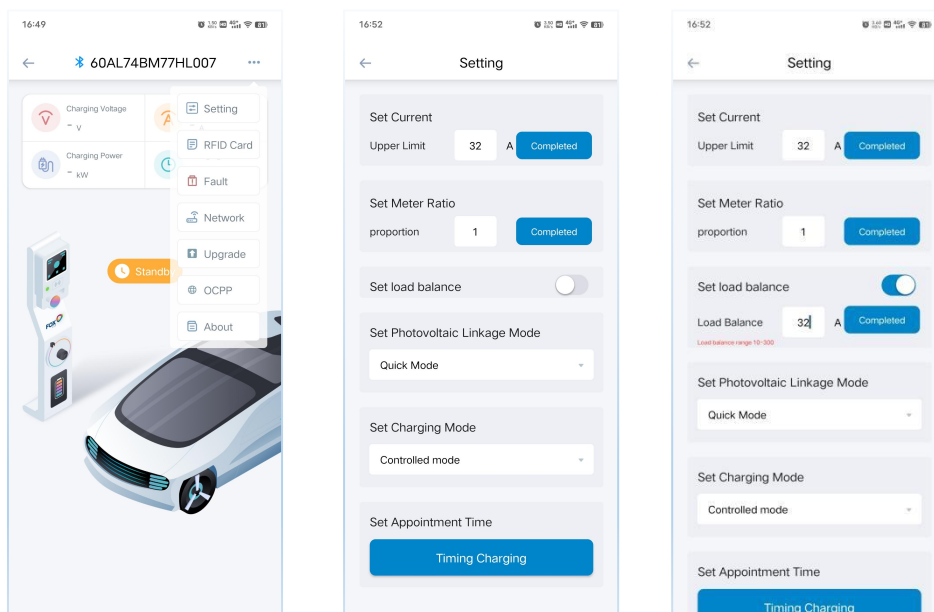 16:49
60AL74BM77HL007
Charging Voltage
- V
Charging Power
- kW
Setting
RFID Card
Fault
Network
Upgrade
OCPP
About
Standb
FOX
16:52
Setting
Set Current
Upper Limit 32 A Completed
Set Meter Ratio
proportion 1 Completed
Set load balance
Set Photovoltaic Linkage Mode
Quick Mode
Set Charging Mode
Controlled mode
Set Appointment Time
Timing Charging
16:52
Setting
Set Current
Upper Limit 32 A Completed
Set Meter Ratio
proportion 1 Completed
Set load balance
Load Balance 32 A Completed
Load balance range 10-300
Set Photovoltaic Linkage Mode
Quick Mode
Set Charging Mode
Controlled mode
Set Appointment Time
Timing Charging